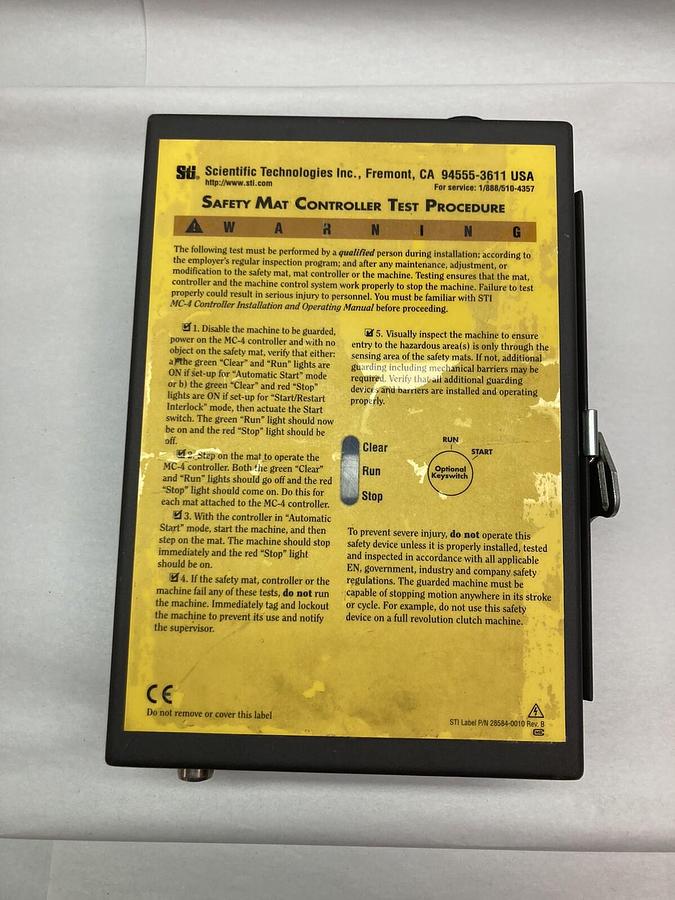 STI® Scientific Technologies Inc., Fremont, CA 94555-3611 USA
http://www.sti.com For service: 1/888/510-4357
SAFETY MAT CONTROLLER TEST PROCEDURE
WARNING
The following test must be performed by a qualified person during installation; according to
the employer's regular inspection program; and after any maintenance, adjustment, or
modification to the safety mat, mat controller or the machine. Testing ensures that the mat,
controller and the machine control system work properly to stop the machine. Failure to test
properly could result in serious injury to personnel. You must be familiar with STI
MC-4 Controller Installation and Operating Manual before proceeding.
1. Disable the machine to be guarded,
power on the MC-4 controller and with no
object on the safety mat, verify that either:
a) the green "Clear" and "Run" lights are
ON if set-up for "Automatic Start" mode
or b) the green "Clear" and red "Stop"
lights are ON if set-up for "Start/Restart
Interlock" mode, then actuate the Start
switch. The green "Run" light should now
be on and the red "Stop" light should be
off.
2. Step on the mat to operate the
MC-4 controller. Both the green "Clear"
and "Run" lights should go off and the red
"Stop" light should come on. Do this for
each mat attached to the MC-4 controller.
3. With the controller in "Automatic
Start" mode, start the machine, and then
step on the mat. The machine should stop
immediately and the red "Stop" light
should be on.
4. If the safety mat, controller or the
machine fail any of these tests, do not run
the machine. Immediately tag and lockout
the machine to prevent its use and notify
the supervisor.
5. Visually inspect the machine to ensure
entry to the hazardous area(s) is only through the
sensing area of the safety mats. If not, additional
guarding including mechanical barriers may be
required. Verify that all additional guarding
devices and barriers are installed and operating
properly.
Clear
Run
Stop
RUN
START
Optional
Keyswitch
To prevent severe injury, do not operate this
safety device unless it is properly installed, tested
and inspected in accordance with all applicable
EN, government, industry and company safety
regulations. The guarded machine must be
capable of stopping motion anywhere in its stroke
or cycle. For example, do not use this safety
device on a full revolution clutch machine.
CE
Do not remove or cover this label
STI Label P/N 28584-0010 Rev. B